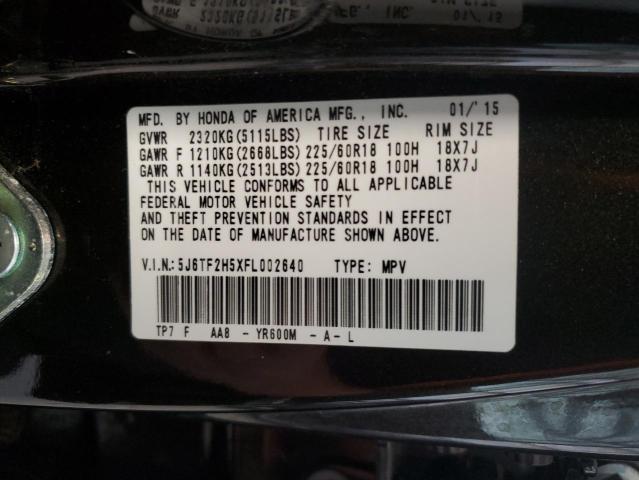 MFD. BY HONDA OF AMERICA MFG., INC. 01/'15
GVWR 2320KG(5115LBS) TIRE SIZE RIM SIZE
GAWR F 1210KG(2668LBS) 225/60R18 100H 18X7J
GAWR R 1140KG(2513LBS) 225/60R18 100H 18X7J
THIS VEHICLE CONFORMS TO ALL APPLICABLE
FEDERAL MOTOR VEHICLE SAFETY
AND THEFT PREVENTION STANDARDS IN EFFECT
ON THE DATE OF MANUFACTURE SHOWN ABOVE.
V.I.N.:5J6TF2H5XFL002640 TYPE: MPV
TP7 F AA8 - YR600M - A - L